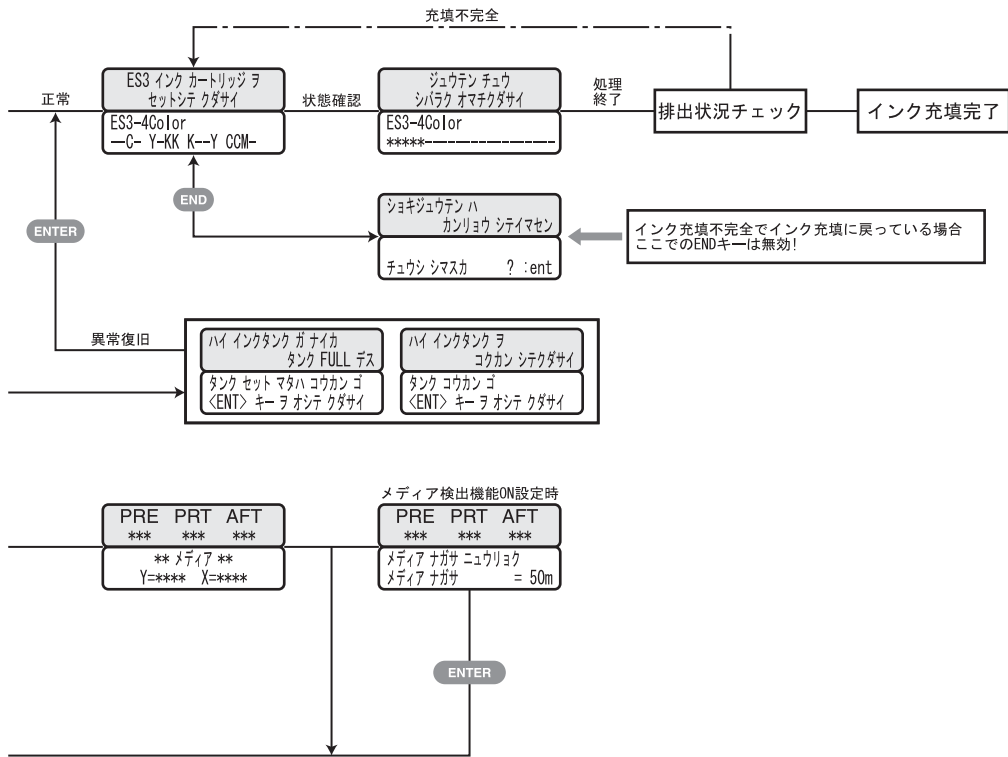 充填不完全
ES3 インク カートリッジ ヲ
セットシテ クダサイ
ES3-4Color
—C- Y-KK K--Y CCM-
正常
状態確認
ジュウテン チュウ
シバラク オマチクダサイ
ES3-4Color
*****-----------------
処理
終了
排出状況チェック
インク充填完了
END
ENTER
ショキジュウテン ハ
カンリョウ シテイマセン
チュウシ シマスカ ? :ent
インク充填不完全でインク充填に戻っている場合
ここでのENDキーは無効!
異常復旧
ハイ インクタンク ガ ナイカ
タンク FULL デス
タンク セット マタハ コウカン ゴ
<ENT> キー ヲ オシテ クダサイ
ハイ インクタンク ヲ
コクカン シテクダサイ
タンク コウカン ゴ
<ENT> キー ヲ オシテ クダサイ
PRE PRT AFT
*** *** ***
** メディア **
Y=**** X=****
メディア検出機能ON設定時
PRE PRT AFT
*** *** ***
メディア ナガサ ニュウリョク
メディア ナガサ = 50m
ENTER